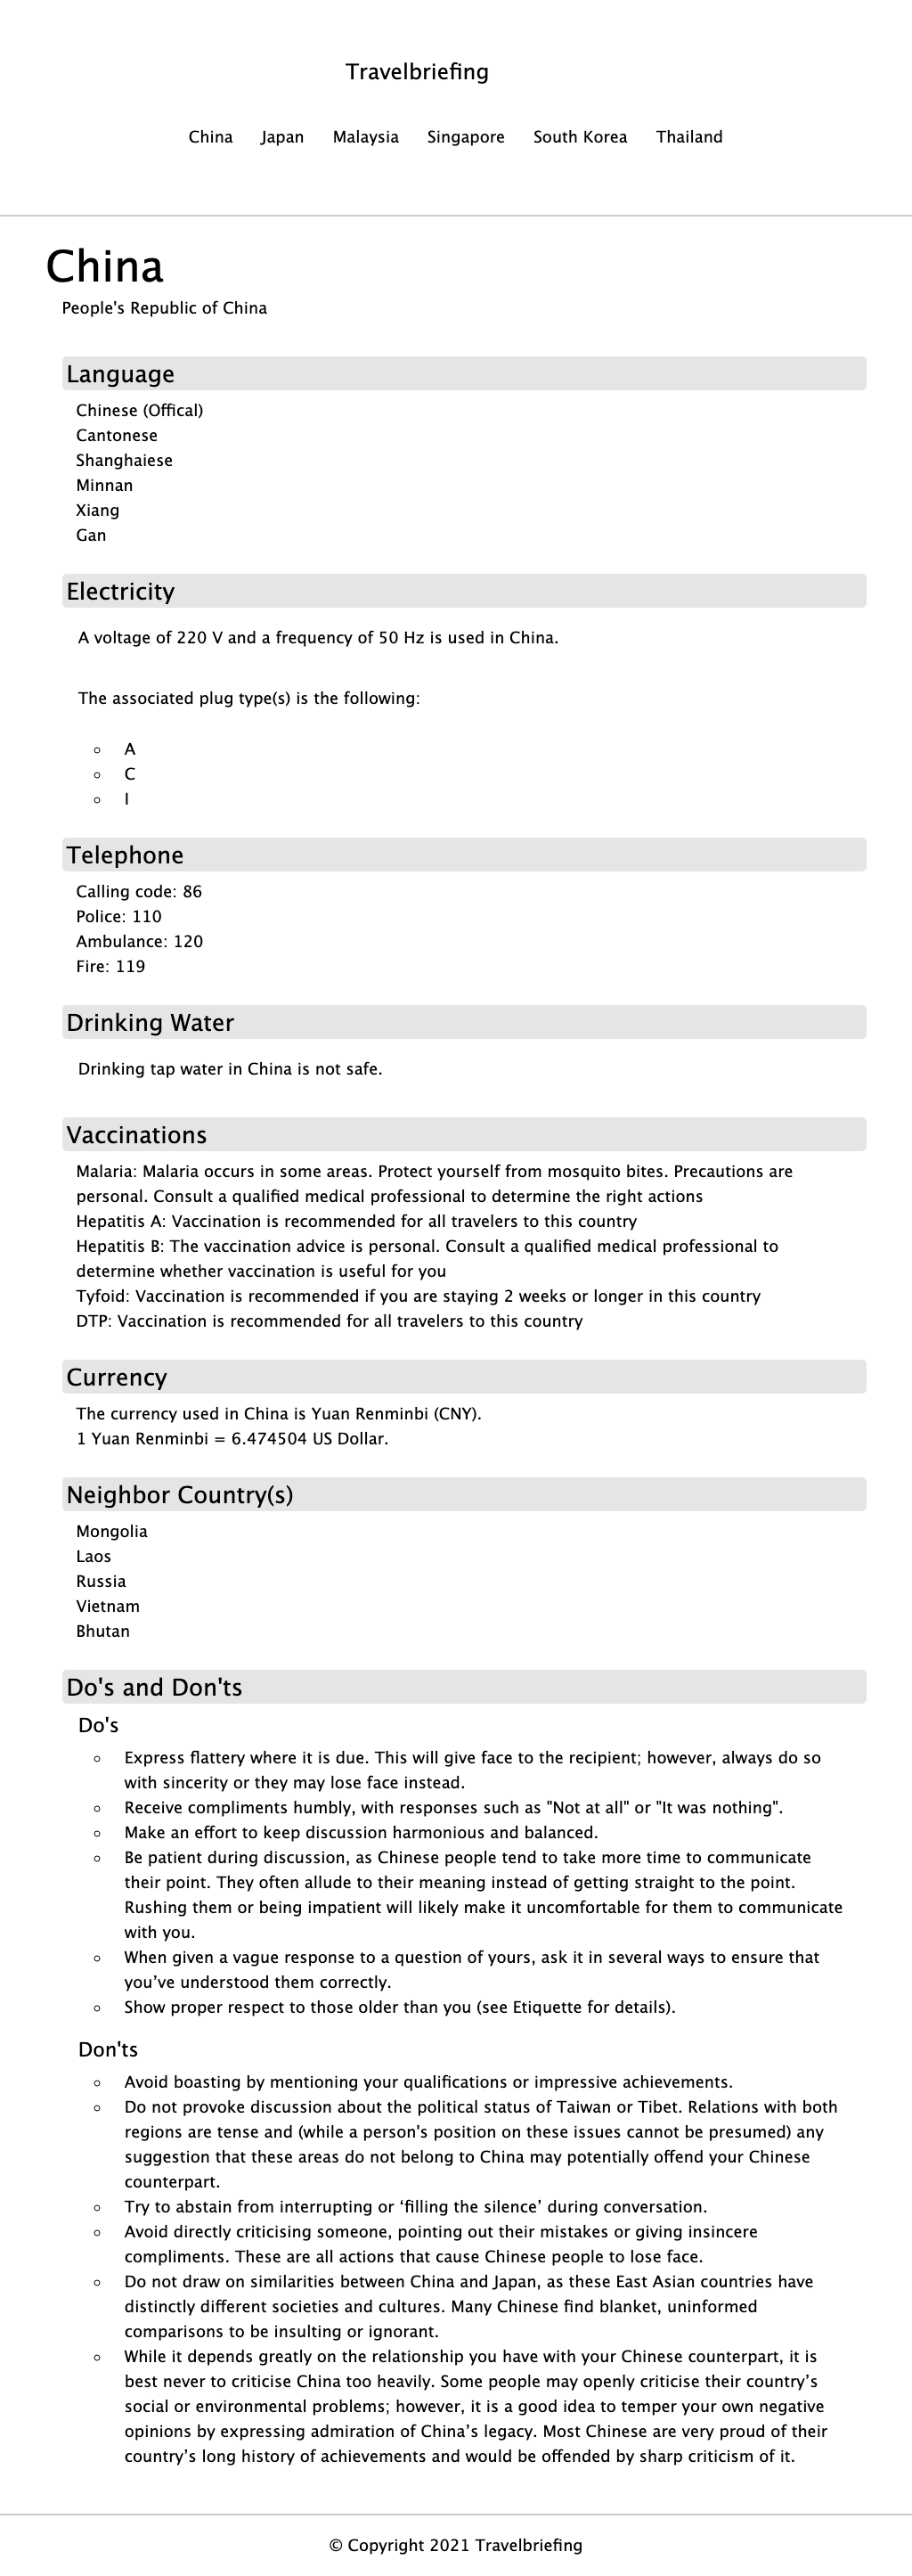 Travelbriefing
China Japan Malaysia Singapore South Korea Thailand
China
People's Republic of China
Language
Chinese (Offical)
Cantonese
Shanghaiese
Minnan
Xiang
Gan
Electricity
A voltage of 220 V and a frequency of 50 Hz is used in China.
The associated plug type(s) is the following:
◦ A
◦ C
◦ I
Telephone
Calling code: 86
Police: 110
Ambulance: 120
Fire: 119
Drinking Water
Drinking tap water in China is not safe.
Vaccinations
Malaria: Malaria occurs in some areas. Protect yourself from mosquito bites. Precautions are
personal. Consult a qualified medical professional to determine the right actions
Hepatitis A: Vaccination is recommended for all travelers to this country
Hepatitis B: The vaccination advice is personal. Consult a qualified medical professional to
determine whether vaccination is useful for you
Tyfoid: Vaccination is recommended if you are staying 2 weeks or longer in this country
DTP: Vaccination is recommended for all travelers to this country
Currency
The currency used in China is Yuan Renminbi (CNY).
1 Yuan Renminbi = 6.474504 US Dollar.
Neighbor Country(s)
Mongolia
Laos
Russia
Vietnam
Bhutan
Do's and Don'ts
Do's
◦ Express flattery where it is due. This will give face to the recipient; however, always do so
with sincerity or they may lose face instead.
◦ Receive compliments humbly, with responses such as "Not at all" or "It was nothing".
◦ Make an effort to keep discussion harmonious and balanced.
◦ Be patient during discussion, as Chinese people tend to take more time to communicate
their point. They often allude to their meaning instead of getting straight to the point.
Rushing them or being impatient will likely make it uncomfortable for them to communicate
with you.
◦ When given a vague response to a question of yours, ask it in several ways to ensure that
you’ve understood them correctly.
◦ Show proper respect to those older than you (see Etiquette for details).
Don'ts
◦ Avoid boasting by mentioning your qualifications or impressive achievements.
◦ Do not provoke discussion about the political status of Taiwan or Tibet. Relations with both
regions are tense and (while a person's position on these issues cannot be presumed) any
suggestion that these areas do not belong to China may potentially offend your Chinese
counterpart.
◦ Try to abstain from interrupting or ‘filling the silence’ during conversation.
◦ Avoid directly criticising someone, pointing out their mistakes or giving insincere
compliments. These are all actions that cause Chinese people to lose face.
◦ Do not draw on similarities between China and Japan, as these East Asian countries have
distinctly different societies and cultures. Many Chinese find blanket, uninformed
comparisons to be insulting or ignorant.
◦ While it depends greatly on the relationship you have with your Chinese counterpart, it is
best never to criticise China too heavily. Some people may openly criticise their country’s
social or environmental problems; however, it is a good idea to temper your own negative
opinions by expressing admiration of China’s legacy. Most Chinese are very proud of their
country’s long history of achievements and would be offended by sharp criticism of it.
© Copyright 2021 Travelbriefing